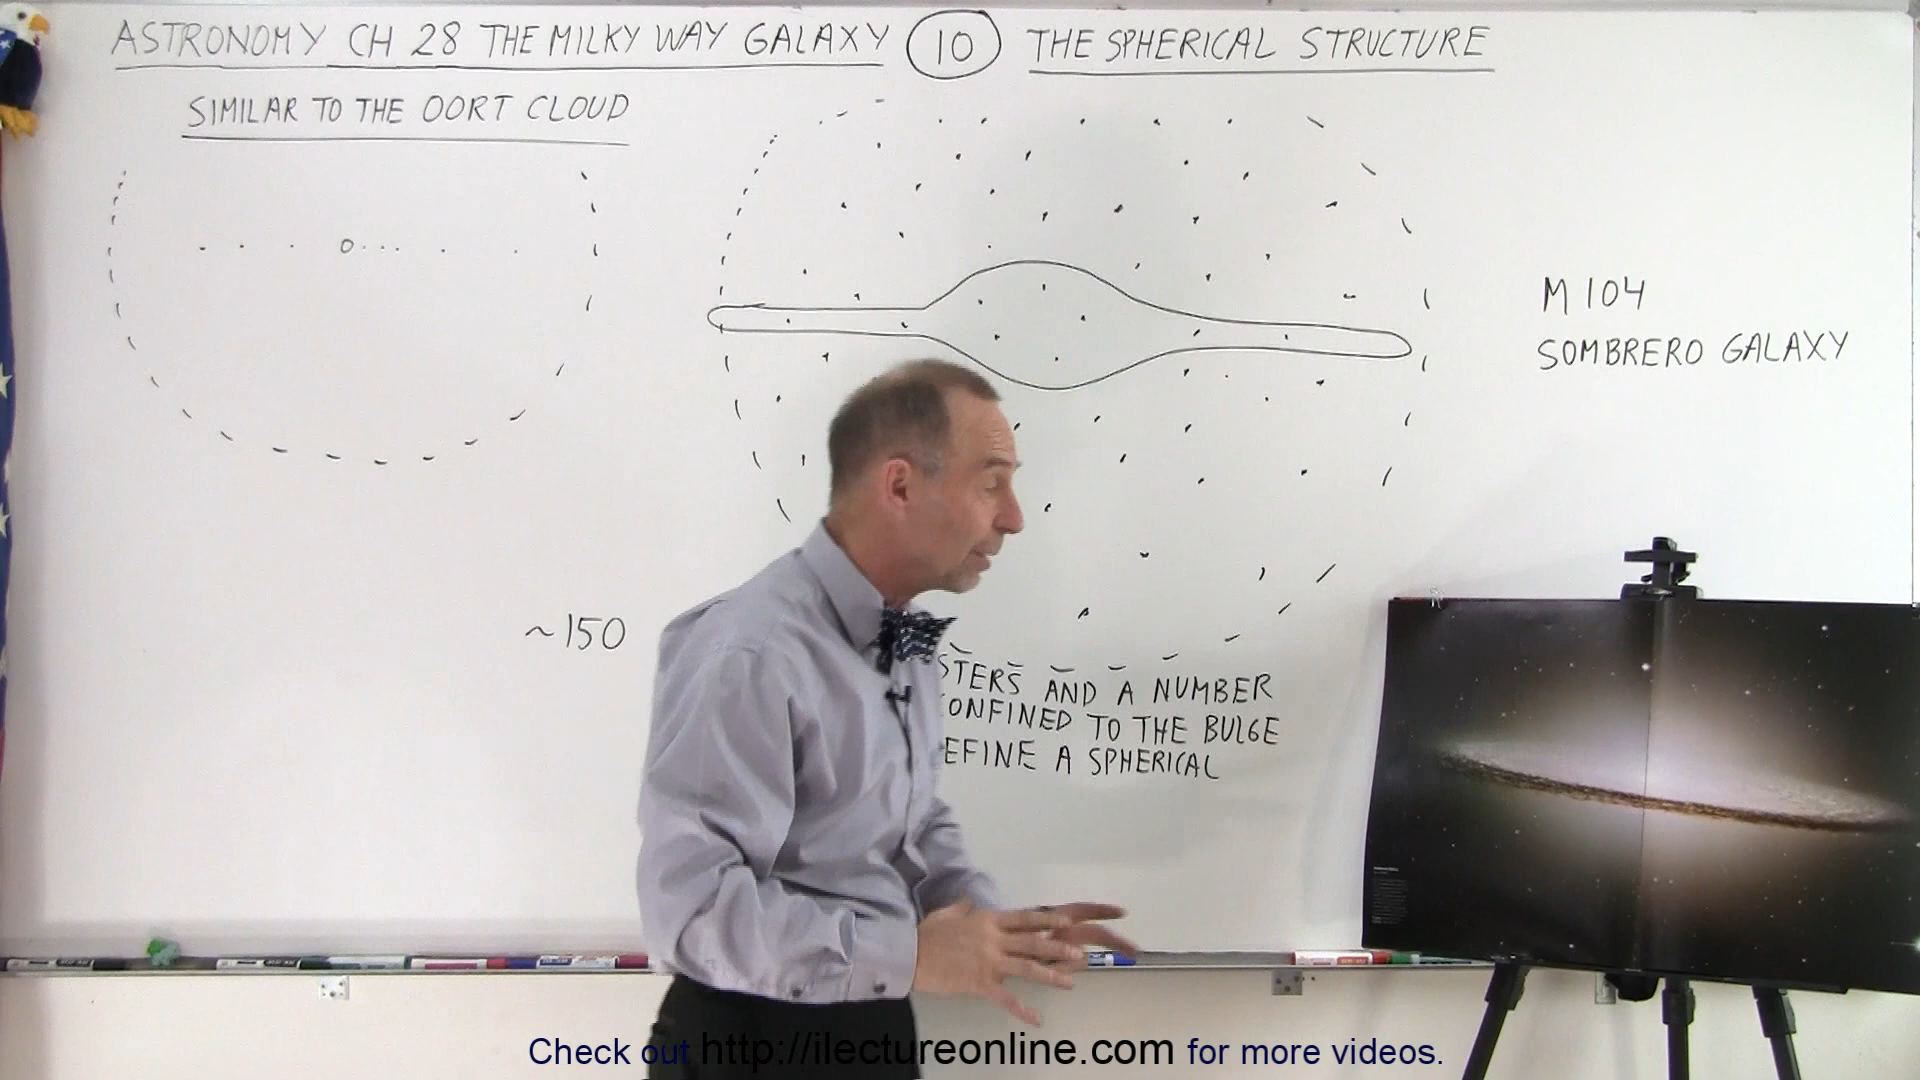 ASTRONOMY CH 28 THE MILKY WAY GALAXY 10 THE SPHERICAL STRUCTURE
SIMILAR TO THE OORT CLOUD
M 104
SOMBRERO GALAXY
~150
STERS AND A NUMBER
ONFINED TO THE BULGE
EFINE A SPHERICAL
Check out http://ilectureonline.com for more videos.